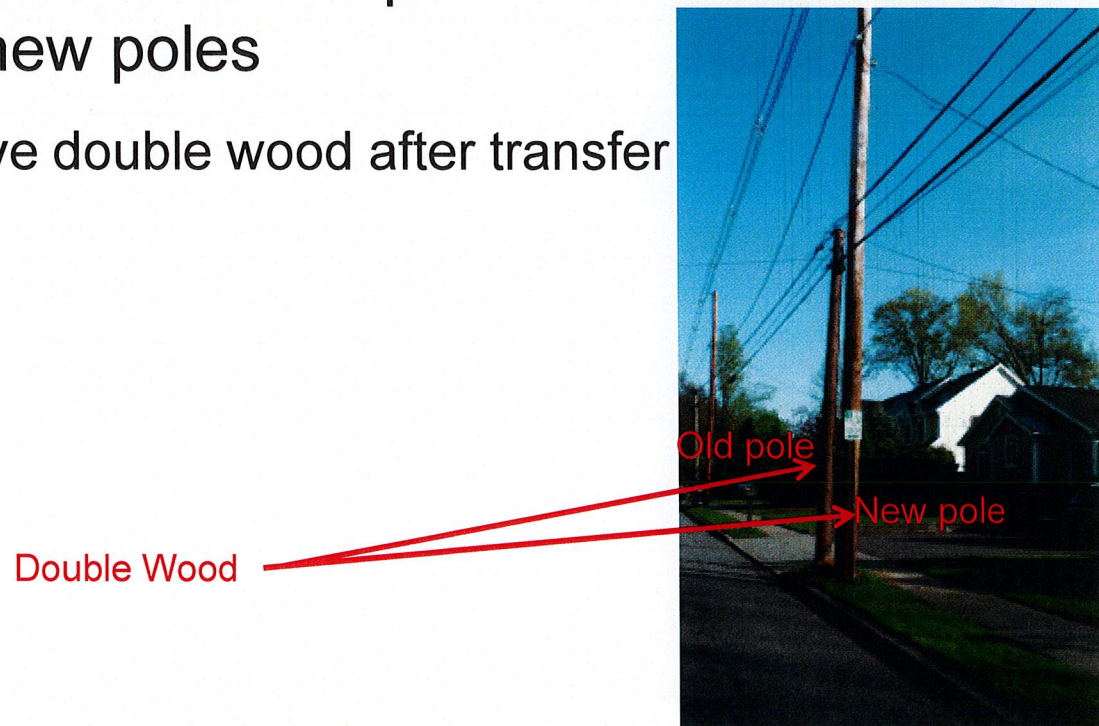 new poles
ve double wood after transfer
Old pole
New pole
Double Wood